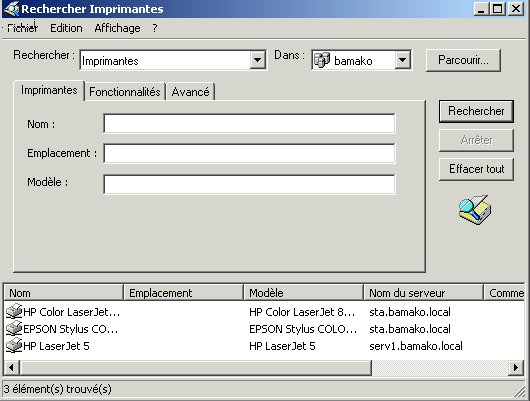 Rechercher Imprimantes
Fichier Edition Affichage ?
Rechercher : Imprimantes Dans : bamako Parcourir...
Imprimantes Fonctionnalités Avancé
Nom :
Emplacement :
Modèle :
Rechercher
Arrêter
Effacer tout
Nom Emplacement Modèle Nom du serveur Comme
HP Color LaserJet... HP Color LaserJet 8... sta.bamako.local
EPSON Stylus CO... EPSON Stylus COLO... sta.bamako.local
HP LaserJet 5 HP LaserJet 5 serv1.bamako.local
3 élément(s) trouvé(s)